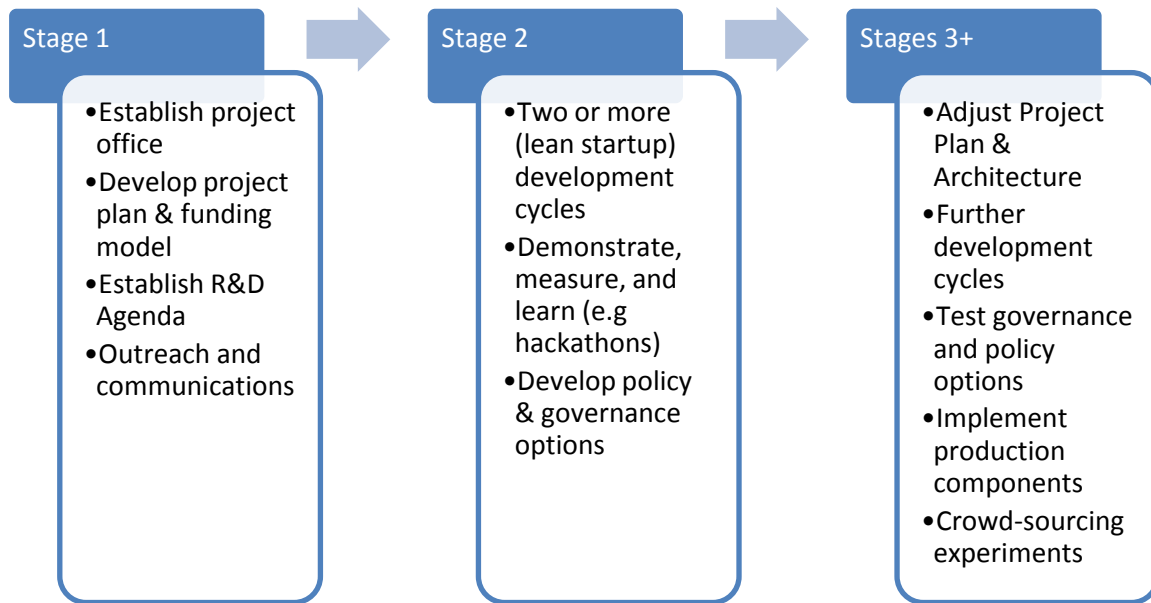 Stage 1
•Establish project
office
•Develop project
plan & funding
model
•Establish R&D
Agenda
•Outreach and
communications
Stage 2
•Two or more
(lean startup)
development
cycles
•Demonstrate,
measure, and
learn (e.g
hackathons)
•Develop policy
& governance
options
Stages 3+
•Adjust Project
Plan &
Architecture
•Further
development
cycles
•Test governance
and policy
options
•Implement
production
components
•Crowd-sourcing
experiments